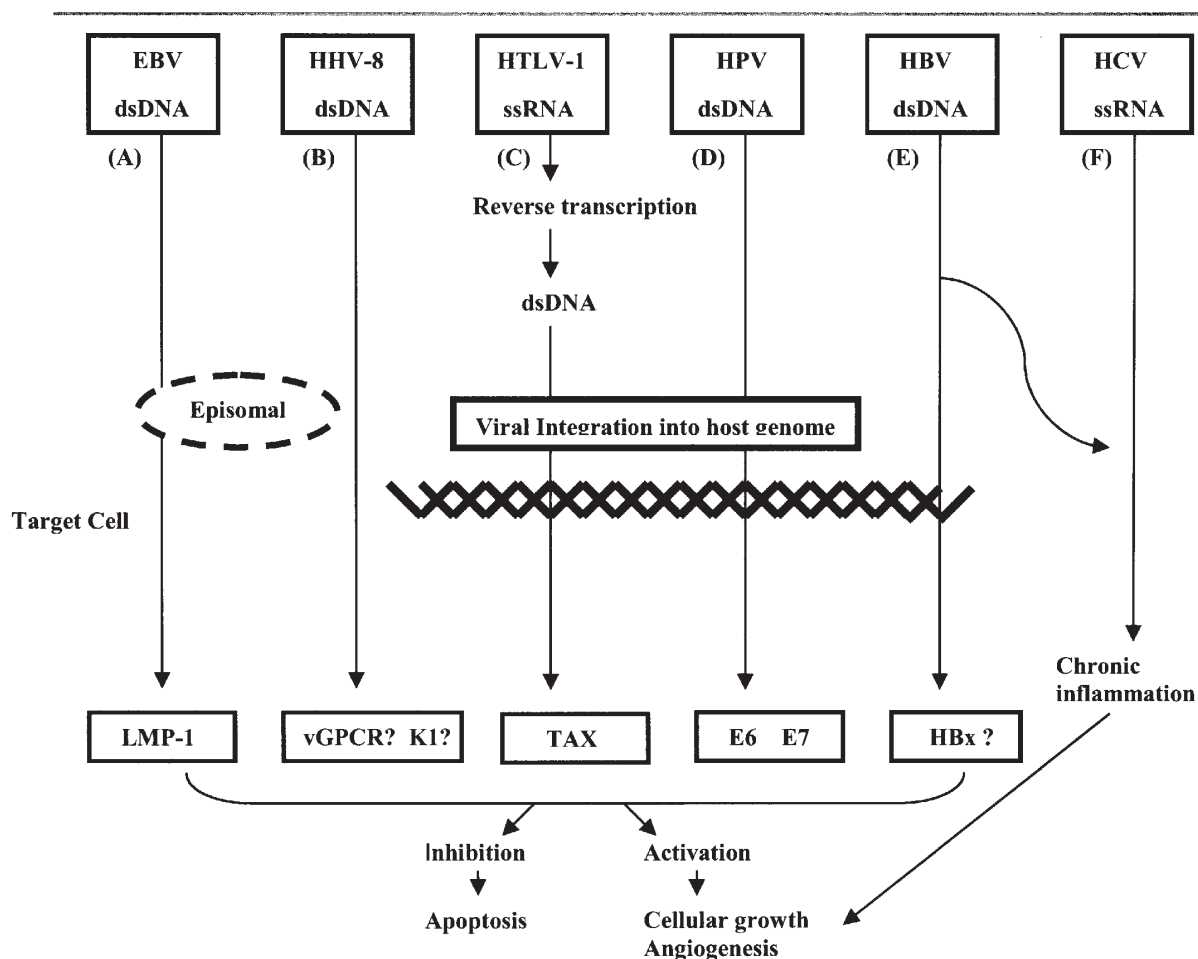 EBV
dsDNA
HHV-8
dsDNA
HTLV-1
ssRNA
HPV
dsDNA
HBV
dsDNA
HCV
ssRNA
(A)
(B)
(C)
(D)
(E)
(F)
Reverse transcription
dsDNA
Episomal
Viral Integration into host genome
Target Cell
Chronic
inflammation
LMP-1
vGPCR? K1?
TAX
E6 E7
HBx ?
Inhibition
Activation
Apoptosis
Cellular growth
Angiogenesis